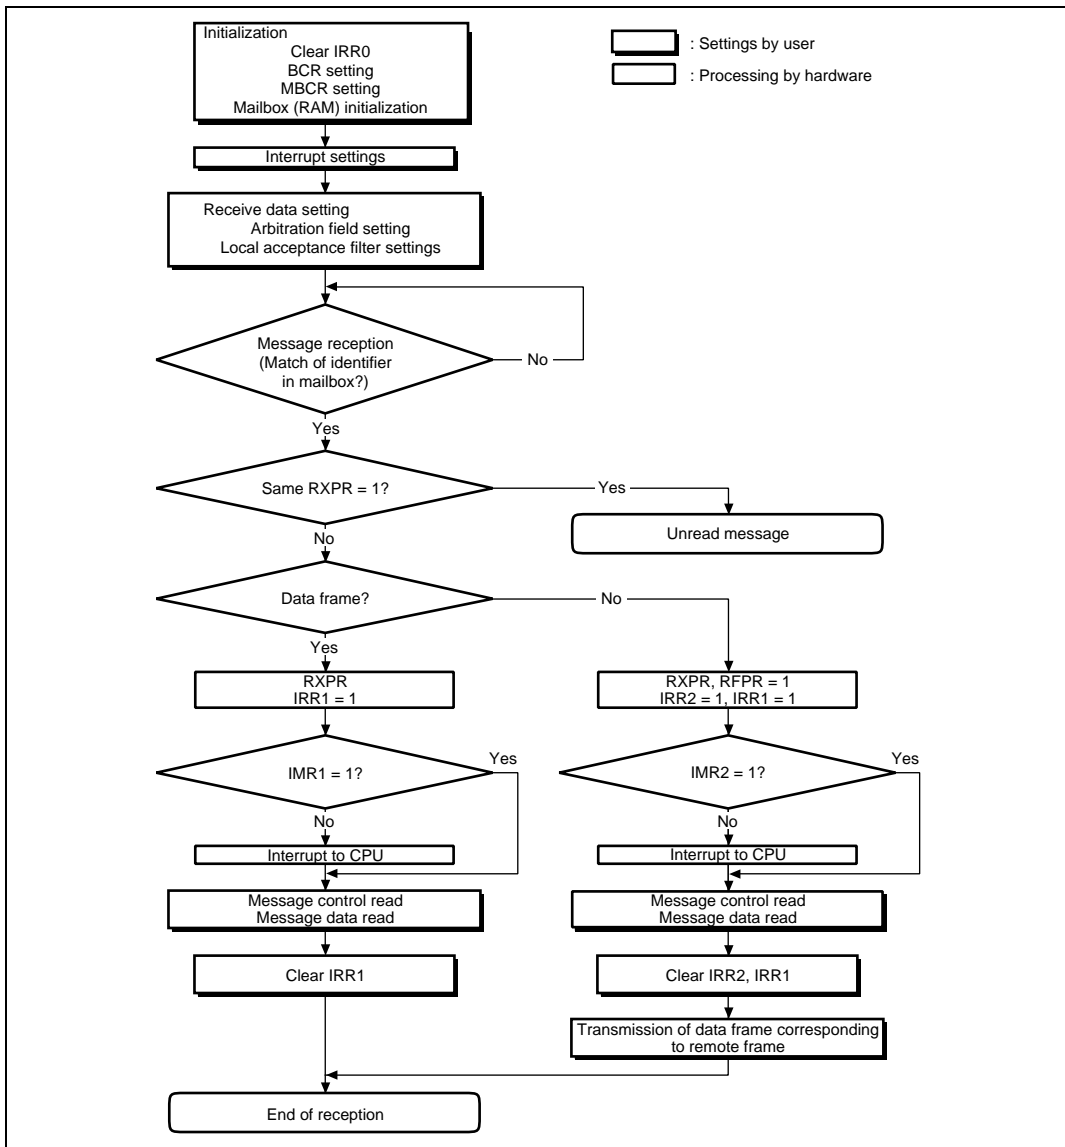 Initialization
Clear IRR0
BCR setting
MBCR setting
Mailbox (RAM) initialization
: Settings by user
: Processing by hardware
Interrupt settings
Receive data setting
Arbitration field setting
Local acceptance filter settings
Message reception
(Match of identifier
in mailbox?)
No
Yes
Same RXPR = 1?
Yes
Unread message
No
Data frame?
No
Yes
RXPR
IRR1 = 1
RXPR, RFPR = 1
IRR2 = 1, IRR1 = 1
IMR1 = 1?
Yes
IMR2 = 1?
Yes
No
No
Interrupt to CPU
Interrupt to CPU
Message control read
Message data read
Message control read
Message data read
Clear IRR1
Clear IRR2, IRR1
Transmission of data frame corresponding
to remote frame
End of reception